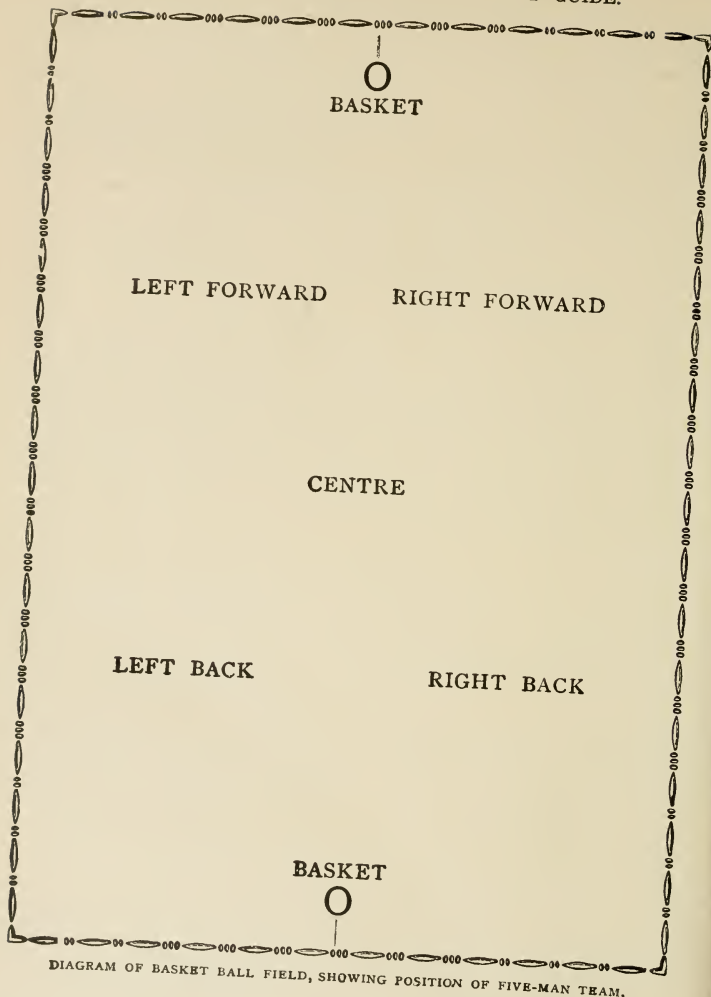 GUIDE.
O
BASKET
LEFT FORWARD RIGHT FORWARD
CENTRE
LEFT BACK RIGHT BACK
BASKET
O
DIAGRAM OF BASKET BALL FIELD, SHOWING POSITION OF FIVE-MAN TEAM.